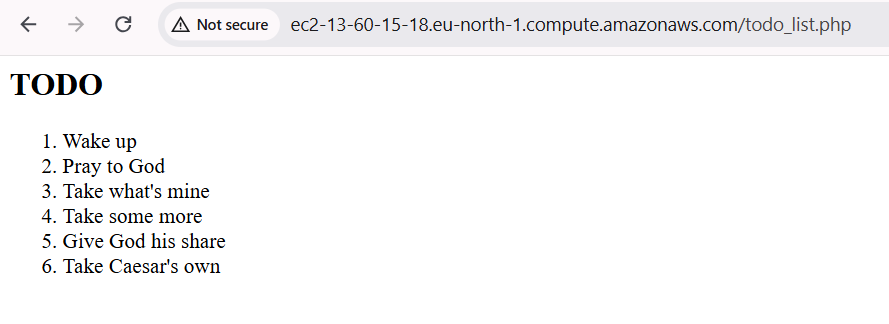 Not secure ec2-13-60-15-18.eu-north-1.compute.amazonaws.com/todo_list.php
TODO
1. Wake up
2. Pray to God
3. Take what's mine
4. Take some more
5. Give God his share
6. Take Caesar's own